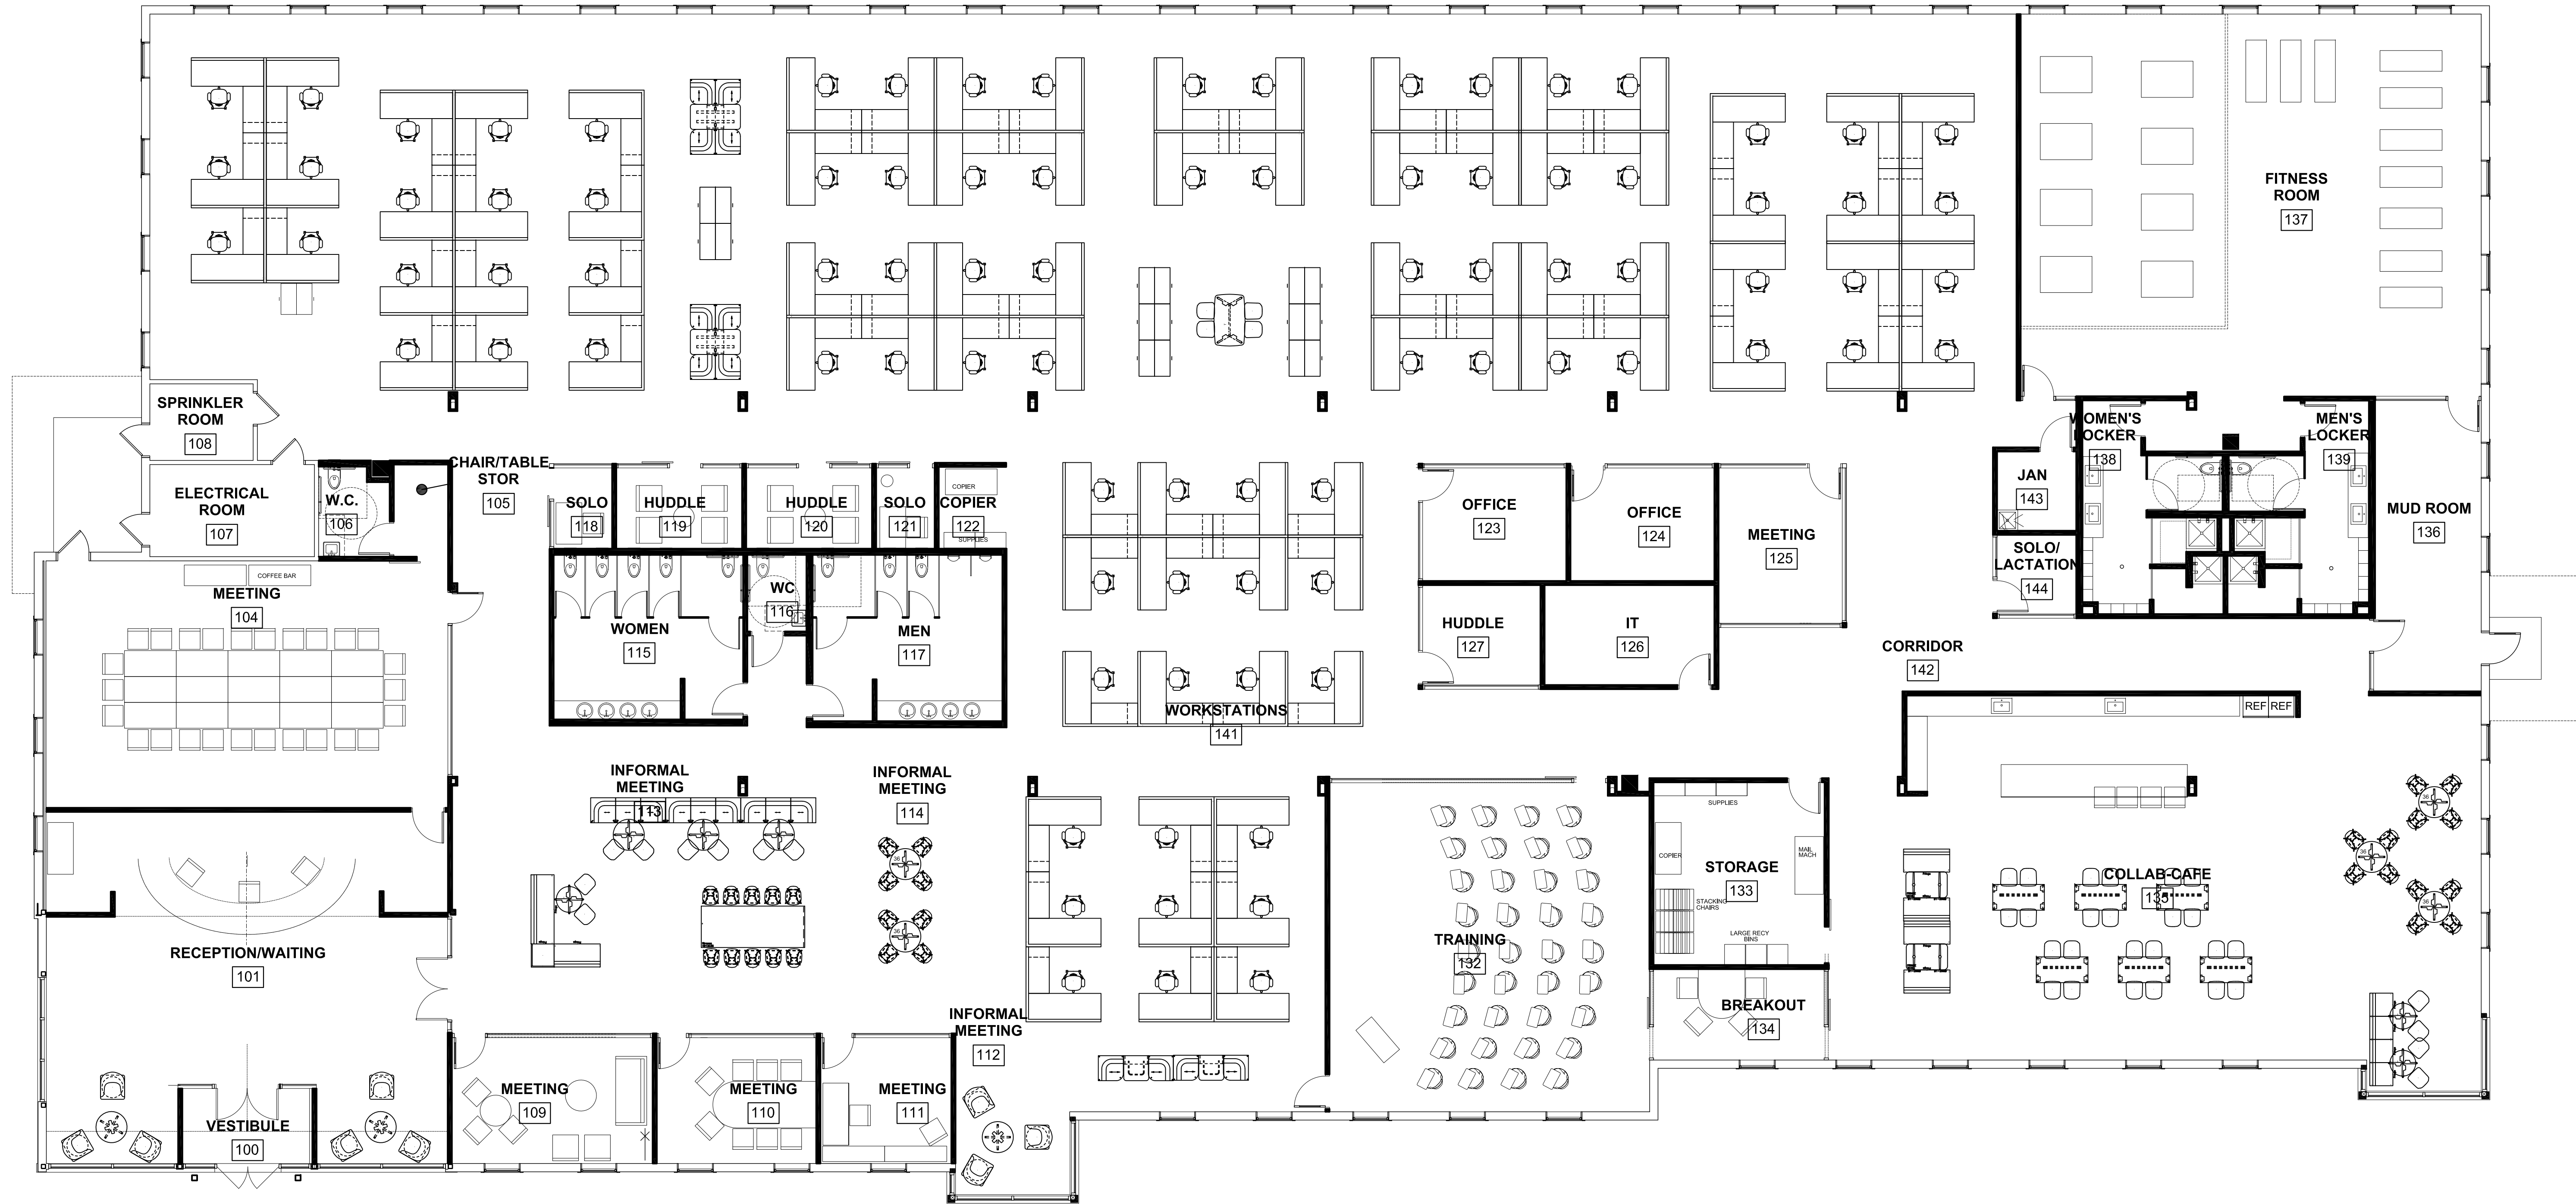 FITNESS
ROOM
137
SPRINKLER
ROOM
108
WOMEN'S
LOCKER
138
MEN'S
LOCKER
139
CHAIR/TABLE
STOR
105
ELECTRICAL
ROOM
107
W.C.
106
SOLO
118
HUDDLE
119
HUDDLE
120
SOLO
121
COPIER
COPIER
122
SUPPLIES
OFFICE
123
OFFICE
124
MEETING
125
JAN
143
MUD ROOM
136
SOLO/
LACTATION
144
COFFEE BAR
MEETING
104
WOMEN
115
WC
116
MEN
117
HUDDLE
127
IT
126
CORRIDOR
142
WORKSTATIONS
141
REF REF
INFORMAL
MEETING
113
INFORMAL
MEETING
114
36
36
SUPPLIES
COPIER
MAIL
MACH
STORAGE
133
STACKING
CHAIRS
LARGE RECY
BINS
COLLAB-CAFE
135
36
36
36
TRAINING
132
RECEPTION/WAITING
101
BREAKOUT
134
INFORMAL
MEETING
112
VESTIBULE
100
MEETING
109
MEETING
110
MEETING
111